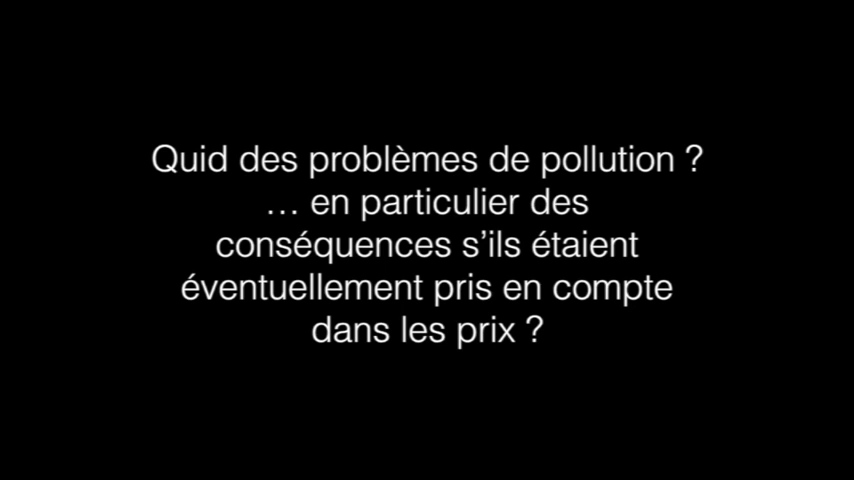 Quid des problèmes de pollution ?
… en particulier des
conséquences s’ils étaient
éventuellement pris en compte
dans les prix ?